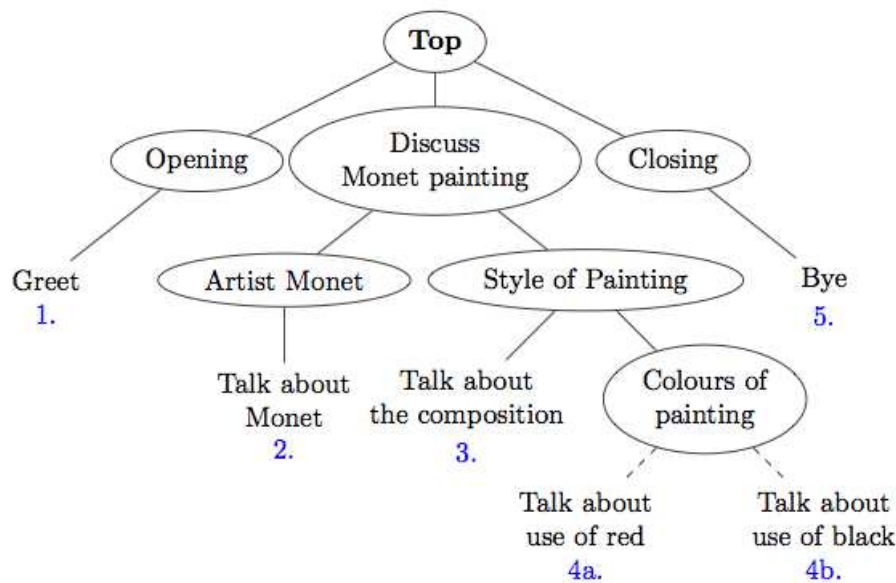 Top
Opening
Discuss
Monet painting
Closing
Greet
1.
Artist Monet
Style of Painting
Bye
5.
Talk about
Monet
2.
Talk about
the composition
3.
Colours of
painting
Talk about
use of red
4a.
Talk about
use of black
4b.